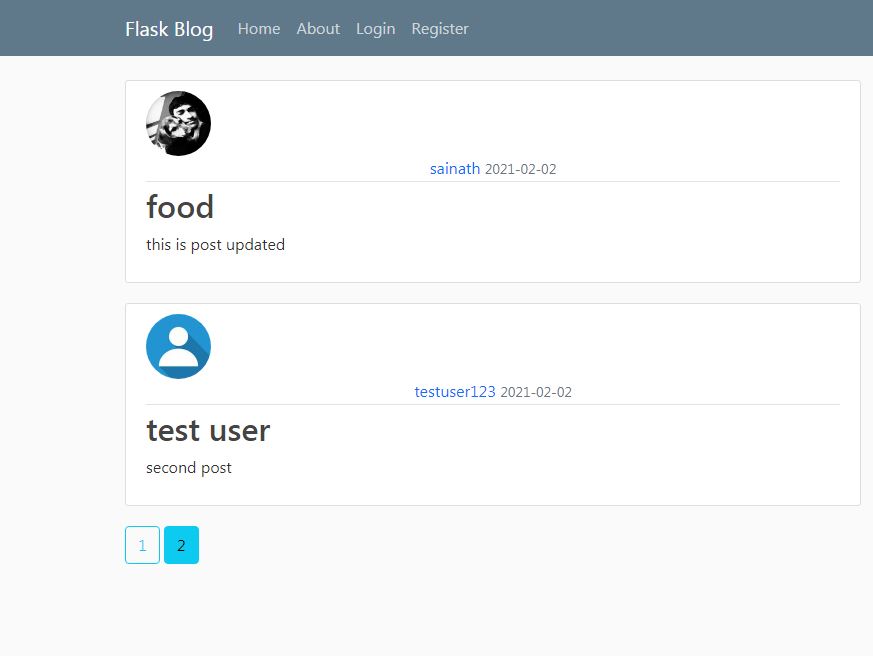 Flask Blog Home About Login Register
sainath 2021-02-02
food
this is post updated
testuser123 2021-02-02
test user
second post
1 2